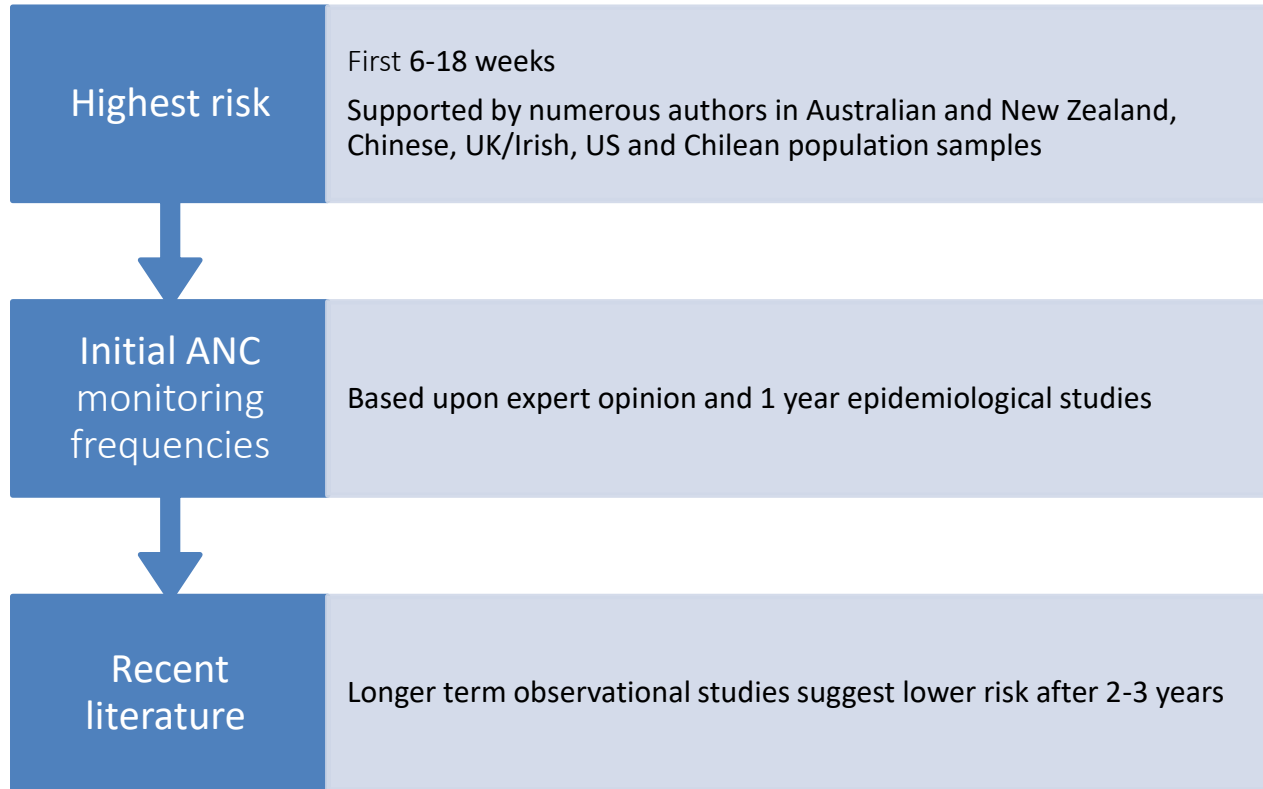 Highest risk
First 6-18 weeks
Supported by numerous authors in Australian and New Zealand,
Chinese, UK/Irish, US and Chilean population samples
Initial ANC
monitoring
frequencies
Based upon expert opinion and 1 year epidemiological studies
Recent
literature
Longer term observational studies suggest lower risk after 2-3 years